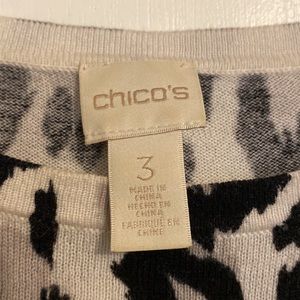 chico's
3
MADE IN
CHINA
HECHO EN
CHINA
FABRIQUÉ EN
CHINE